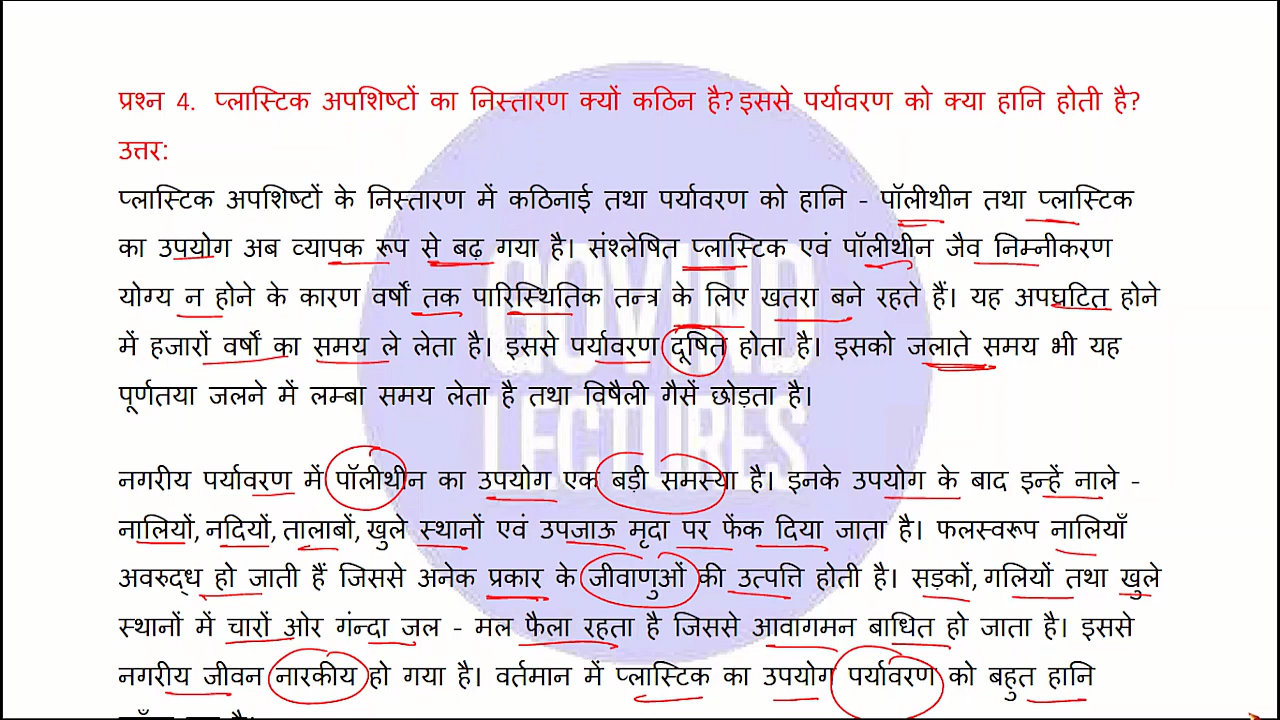 प्रश्न 4. प्लास्टिक अपशिष्टों का निस्तारण क्यों कठिन है? इससे पर्यावरण को क्या हानि होती है?
उत्तर:
प्लास्टिक अपशिष्टों के निस्तारण में कठिनाई तथा पर्यावरण को हानि - पॉलीथीन तथा प्लास्टिक
का उपयोग अब व्यापक रूप से बढ़ गया है। संश्लेषित प्लास्टिक एवं पॉलीथीन जैव निम्नीकरण
योग्य न होने के कारण वर्षों तक पारिस्थितिक तन्त्र के लिए खतरा बने रहते हैं। यह अपघटित होने
में हजारों वर्षों का समय ले लेता है। इससे पर्यावरण दूषित होता है। इसको जलाते समय भी यह
पूर्णतया जलने में लम्बा समय लेता है तथा विषैली गैसें छोड़ता है।
नगरीय पर्यावरण में पॉलीथीन का उपयोग एक बड़ी समस्या है। इनके उपयोग के बाद इन्हें नाले -
नालियों, नदियों, तालाबों, खुले स्थानों एवं उपजाऊ मृदा पर फेंक दिया जाता है। फलस्वरूप नालियाँ
अवरुद्ध हो जाती हैं जिससे अनेक प्रकार के जीवाणुओं की उत्पत्ति होती है। सड़कों, गलियों तथा खुले
स्थानों में चारों ओर गंन्दा जल - मल फैला रहता है जिससे आवागमन बाधित हो जाता है। इससे
नगरीय जीवन नारकीय हो गया है। वर्तमान में प्लास्टिक का उपयोग पर्यावरण को बहुत हानि
GOVIND
LECTURES